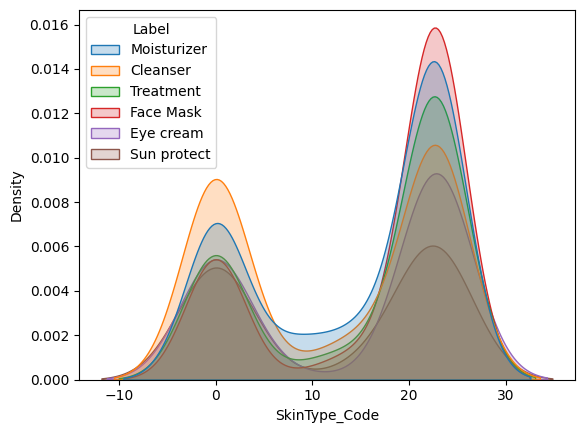 Label
Moisturizer
Cleanser
Treatment
Face Mask
Eye cream
Sun protect
0.016
0.014
0.012
0.010
0.008
0.006
0.004
0.002
0.000
Density
−10
0
10
20
30
SkinType_Code